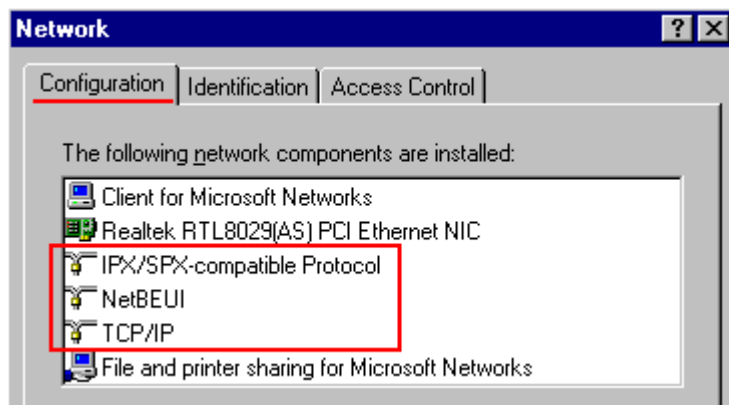 Network
Configuration Identification Access Control
The following network components are installed:
Client for Microsoft Networks
Realtek RTL8029(AS) PCI Ethernet NIC
IPX/SPX-compatible Protocol
NetBEUI
TCP/IP
File and printer sharing for Microsoft Networks